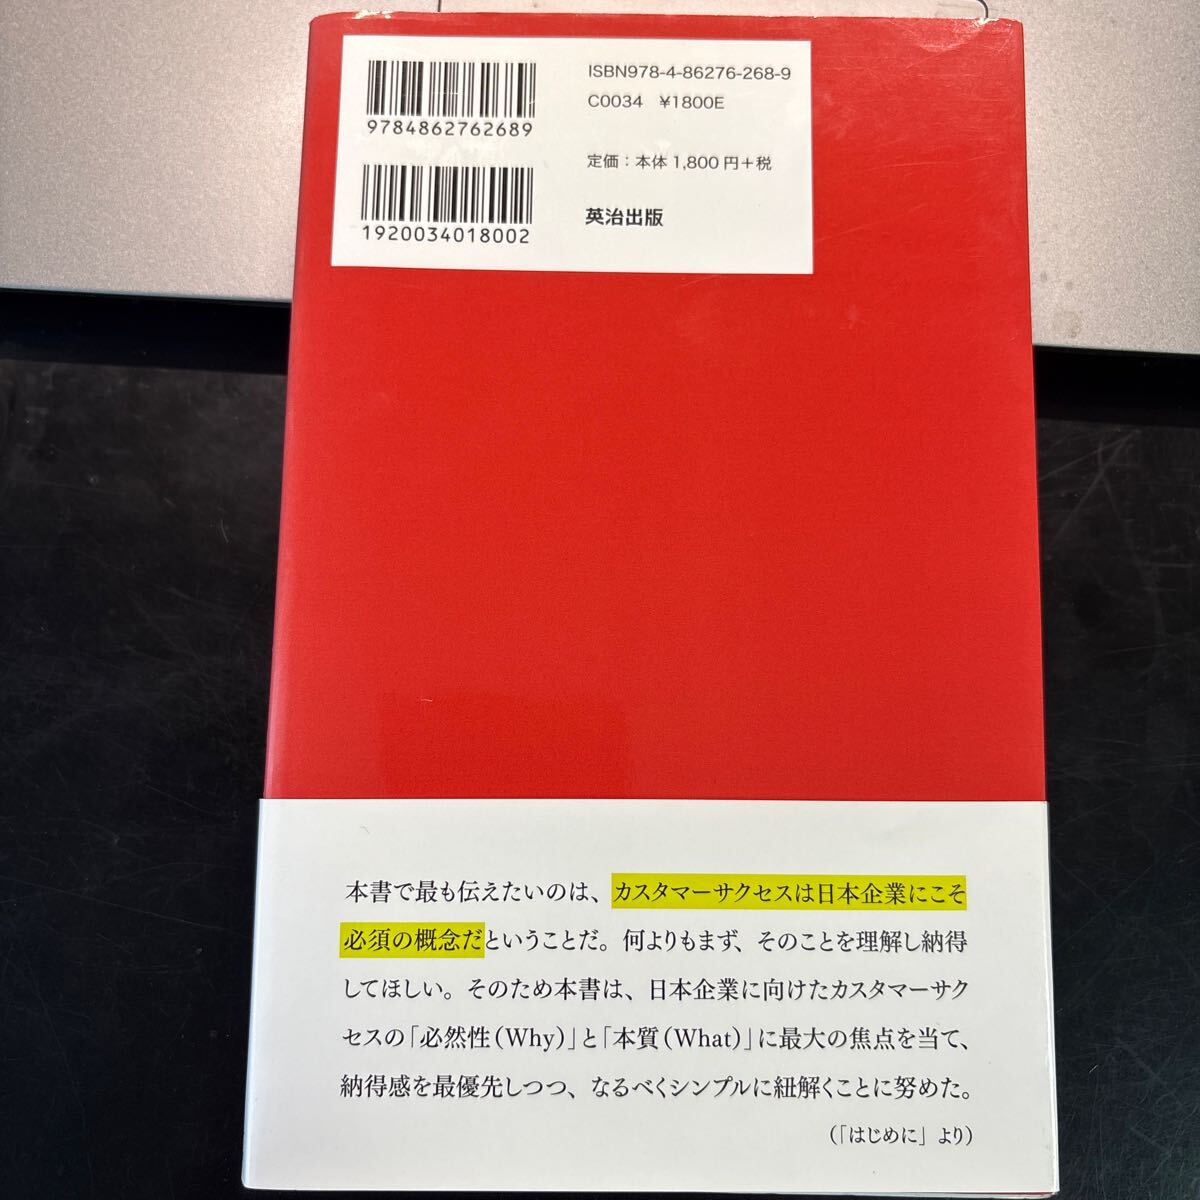 ISBN978-4-86276-268-9
C0034 ¥1800E
9784862762689
定価：本体1,800円+税
1920034018002
英治出版
本書で最も伝えたいのは、カスタマーサクセスは日本企業にこそ
必須の概念だということだ。何よりもまず、そのことを理解し納得
してほしい。そのため本書は、日本企業に向けたカスタマーサク
セスの「必然性(Why)」と「本質(What)」に最大の焦点を当て、
納得感を最優先しつつ、なるべくシンプルに紐解くことに努めた。
(「はじめに」より)